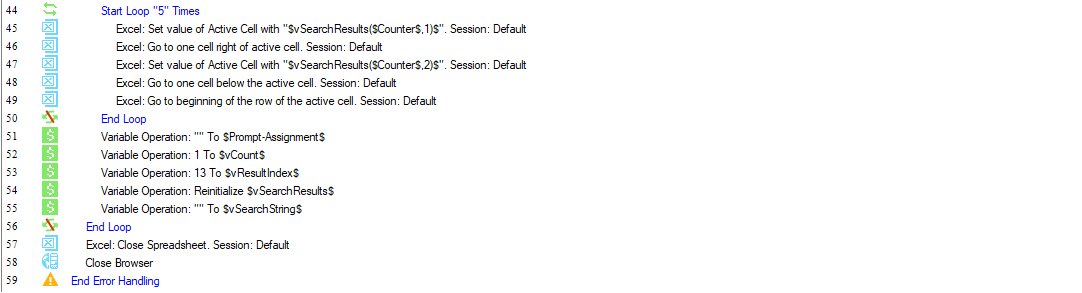 44 Start Loop "5" Times
45 Excel: Set value of Active Cell with "$vSearchResults($Counter$,1)$". Session: Default
46 Excel: Go to one cell right of active cell. Session: Default
47 Excel: Set value of Active Cell with "$vSearchResults($Counter$,2)$". Session: Default
48 Excel: Go to one cell below the active cell. Session: Default
49 Excel: Go to beginning of the row of the active cell. Session: Default
50 End Loop
51 Variable Operation: "" To $Prompt-Assignment$
52 Variable Operation: 1 To $vCount$
53 Variable Operation: 13 To $vResultIndex$
54 Variable Operation: Reinitialize $vSearchResults$
55 Variable Operation: "" To $vSearchString$
56 End Loop
57 Excel: Close Spreadsheet. Session: Default
58 Close Browser
59 End Error Handling